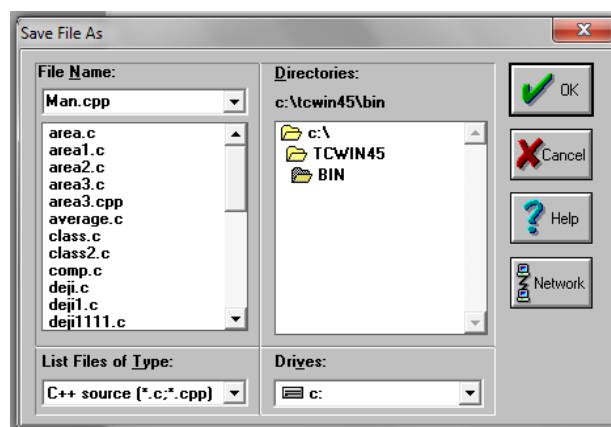 Save File As
File Name:
Man.cpp
area.c
area1.c
area2.c
area3.c
area3.cpp
average.c
class.c
class2.c
comp.c
deji.c
deji1.c
deji1111.c
List Files of Type:
C++ source (*.c;*.cpp)
Directories:
c:\tcwin45\bin
c:\
TCWIN45
BIN
Drives:
c:
OK
Cancel
Help
Network